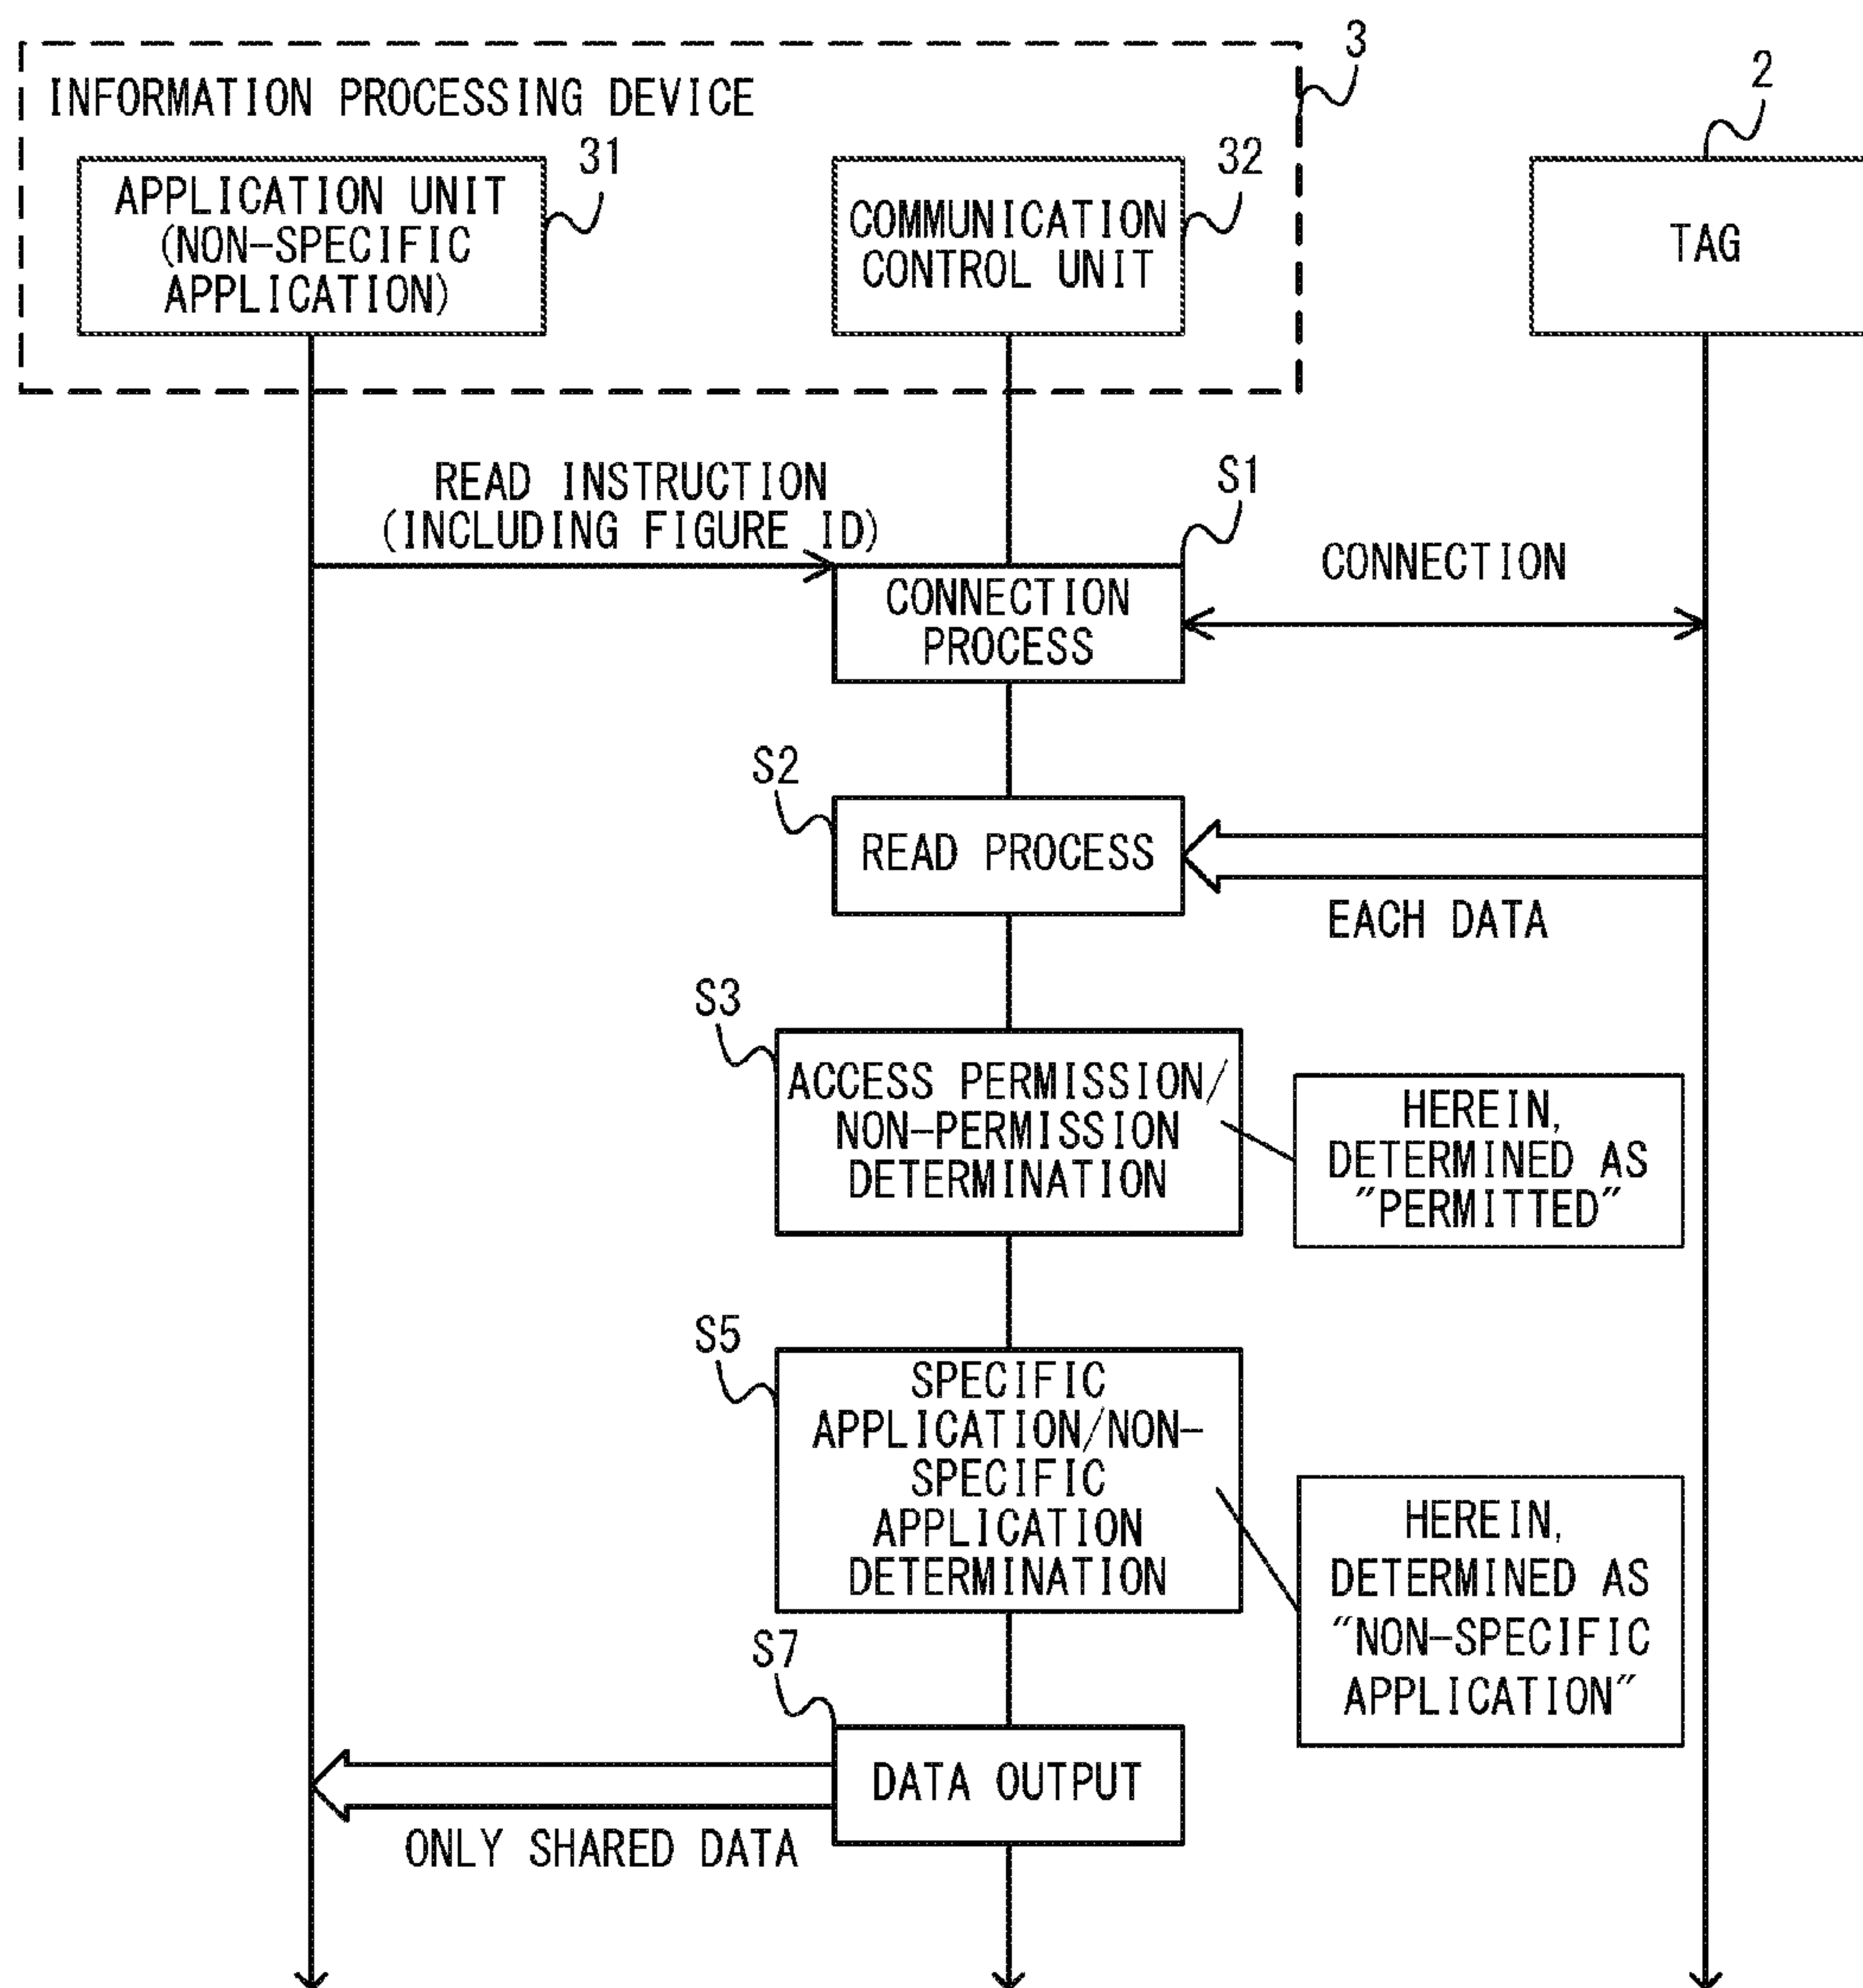 3
INFORMATION PROCESSING DEVICE
2
31
32
APPLICATION UNIT
(NON-SPECIFIC
APPLICATION)
COMMUNICATION
CONTROL UNIT
TAG
READ INSTRUCTION
(INCLUDING FIGURE ID)
S1
CONNECTION
PROCESS
CONNECTION
S2
READ PROCESS
EACH DATA
S3
ACCESS PERMISSION/
NON-PERMISSION
DETERMINATION
HEREIN,
DETERMINED AS
"PERMITTED"
S5
SPECIFIC
APPLICATION/NON-
SPECIFIC
APPLICATION
DETERMINATION
HEREIN,
DETERMINED AS
"NON-SPECIFIC
APPLICATION"
S7
DATA OUTPUT
ONLY SHARED DATA